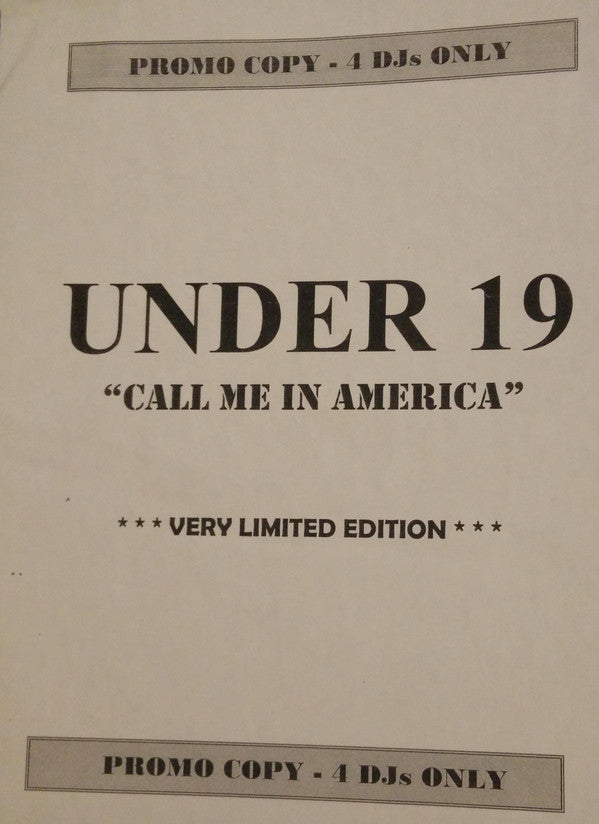 PROMO COPY - 4 DJs ONLY
UNDER 19
“CALL ME IN AMERICA”
* * * VERY LIMITED EDITION * * *
PROMO COPY - 4 DJs ONLY